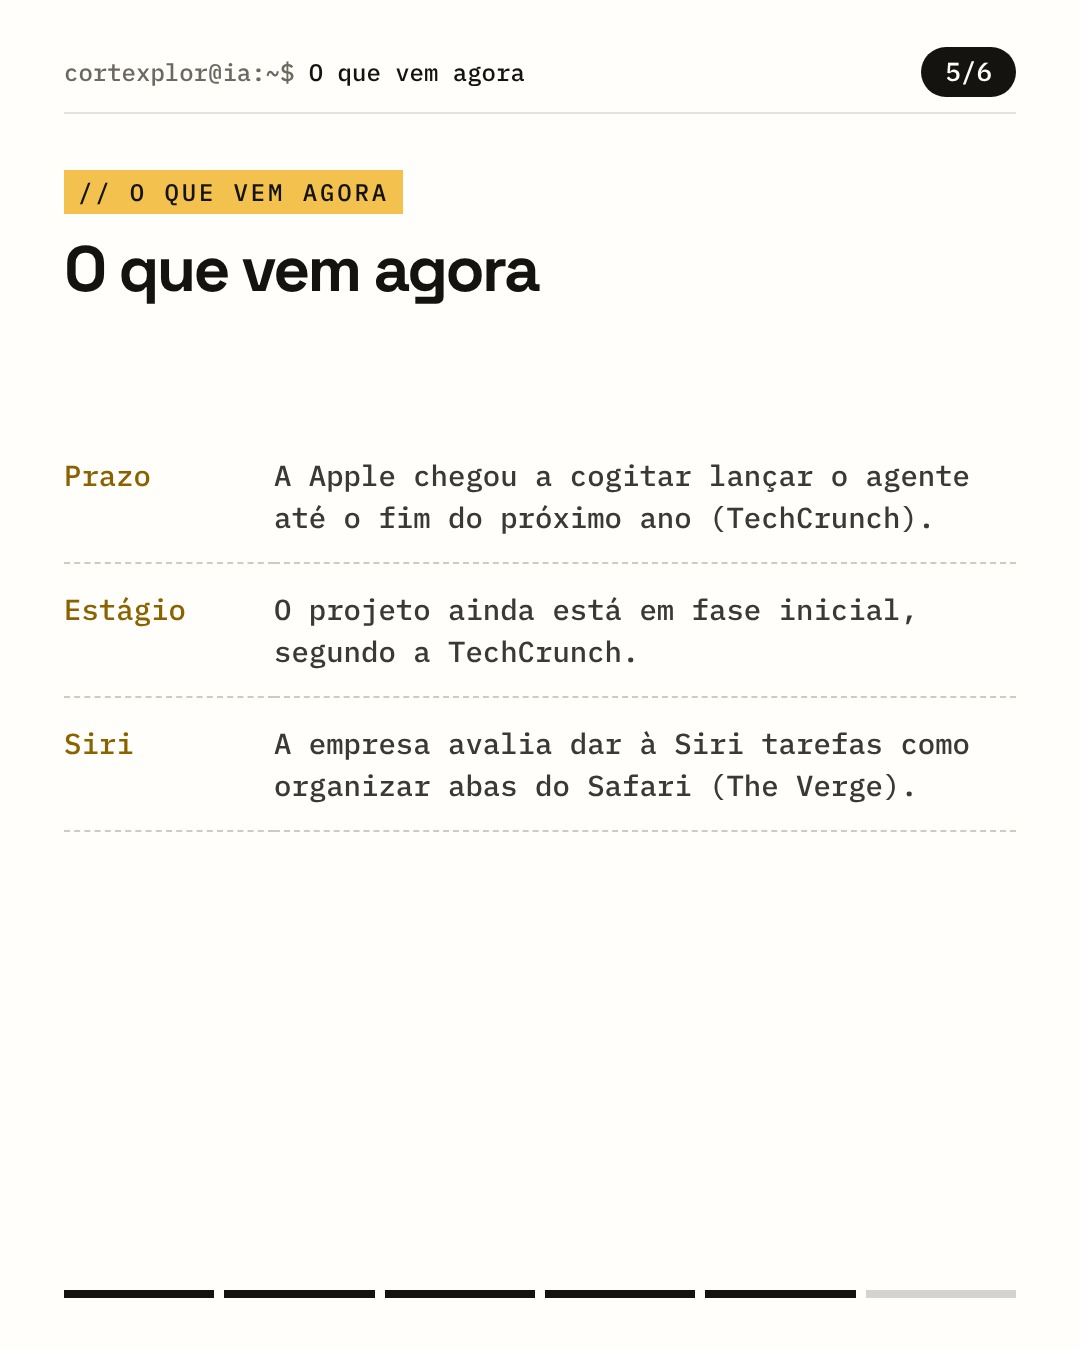 cortexplor@ia:~$ O que vem agora
5/6
// O QUE VEM AGORA
O que vem agora
Prazo
A Apple chegou a cogitar lançar o agente
até o fim do próximo ano (TechCrunch).
Estágio
O projeto ainda está em fase inicial,
segundo a TechCrunch.
Siri
A empresa avalia dar à Siri tarefas como
organizar abas do Safari (The Verge).